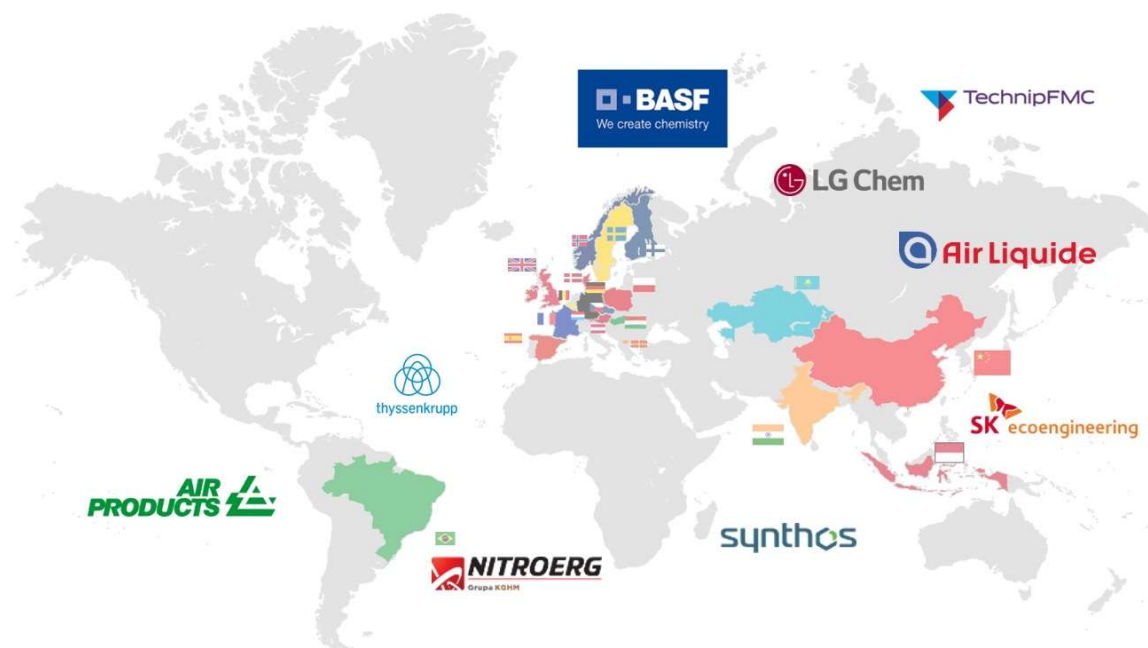 BASF
We create chemistry
TechnipFMC
LG Chem
Air Liquide
thyssenkrupp
SK ecoengineering
AIR
PRODUCTS
synthos
NITROERG
Grupa KGHM